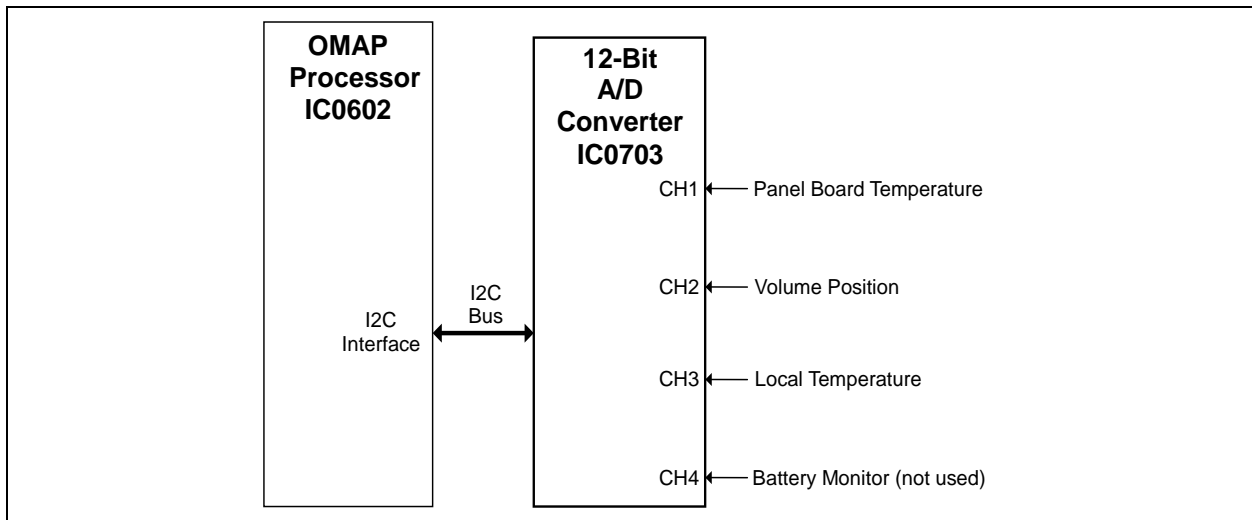 OMAP
Processor
IC0602
12-Bit
A/D
Converter
IC0703
CH1
Panel Board Temperature
CH2
Volume Position
I2C
Bus
I2C
Interface
CH3
Local Temperature
CH4
Battery Monitor (not used)